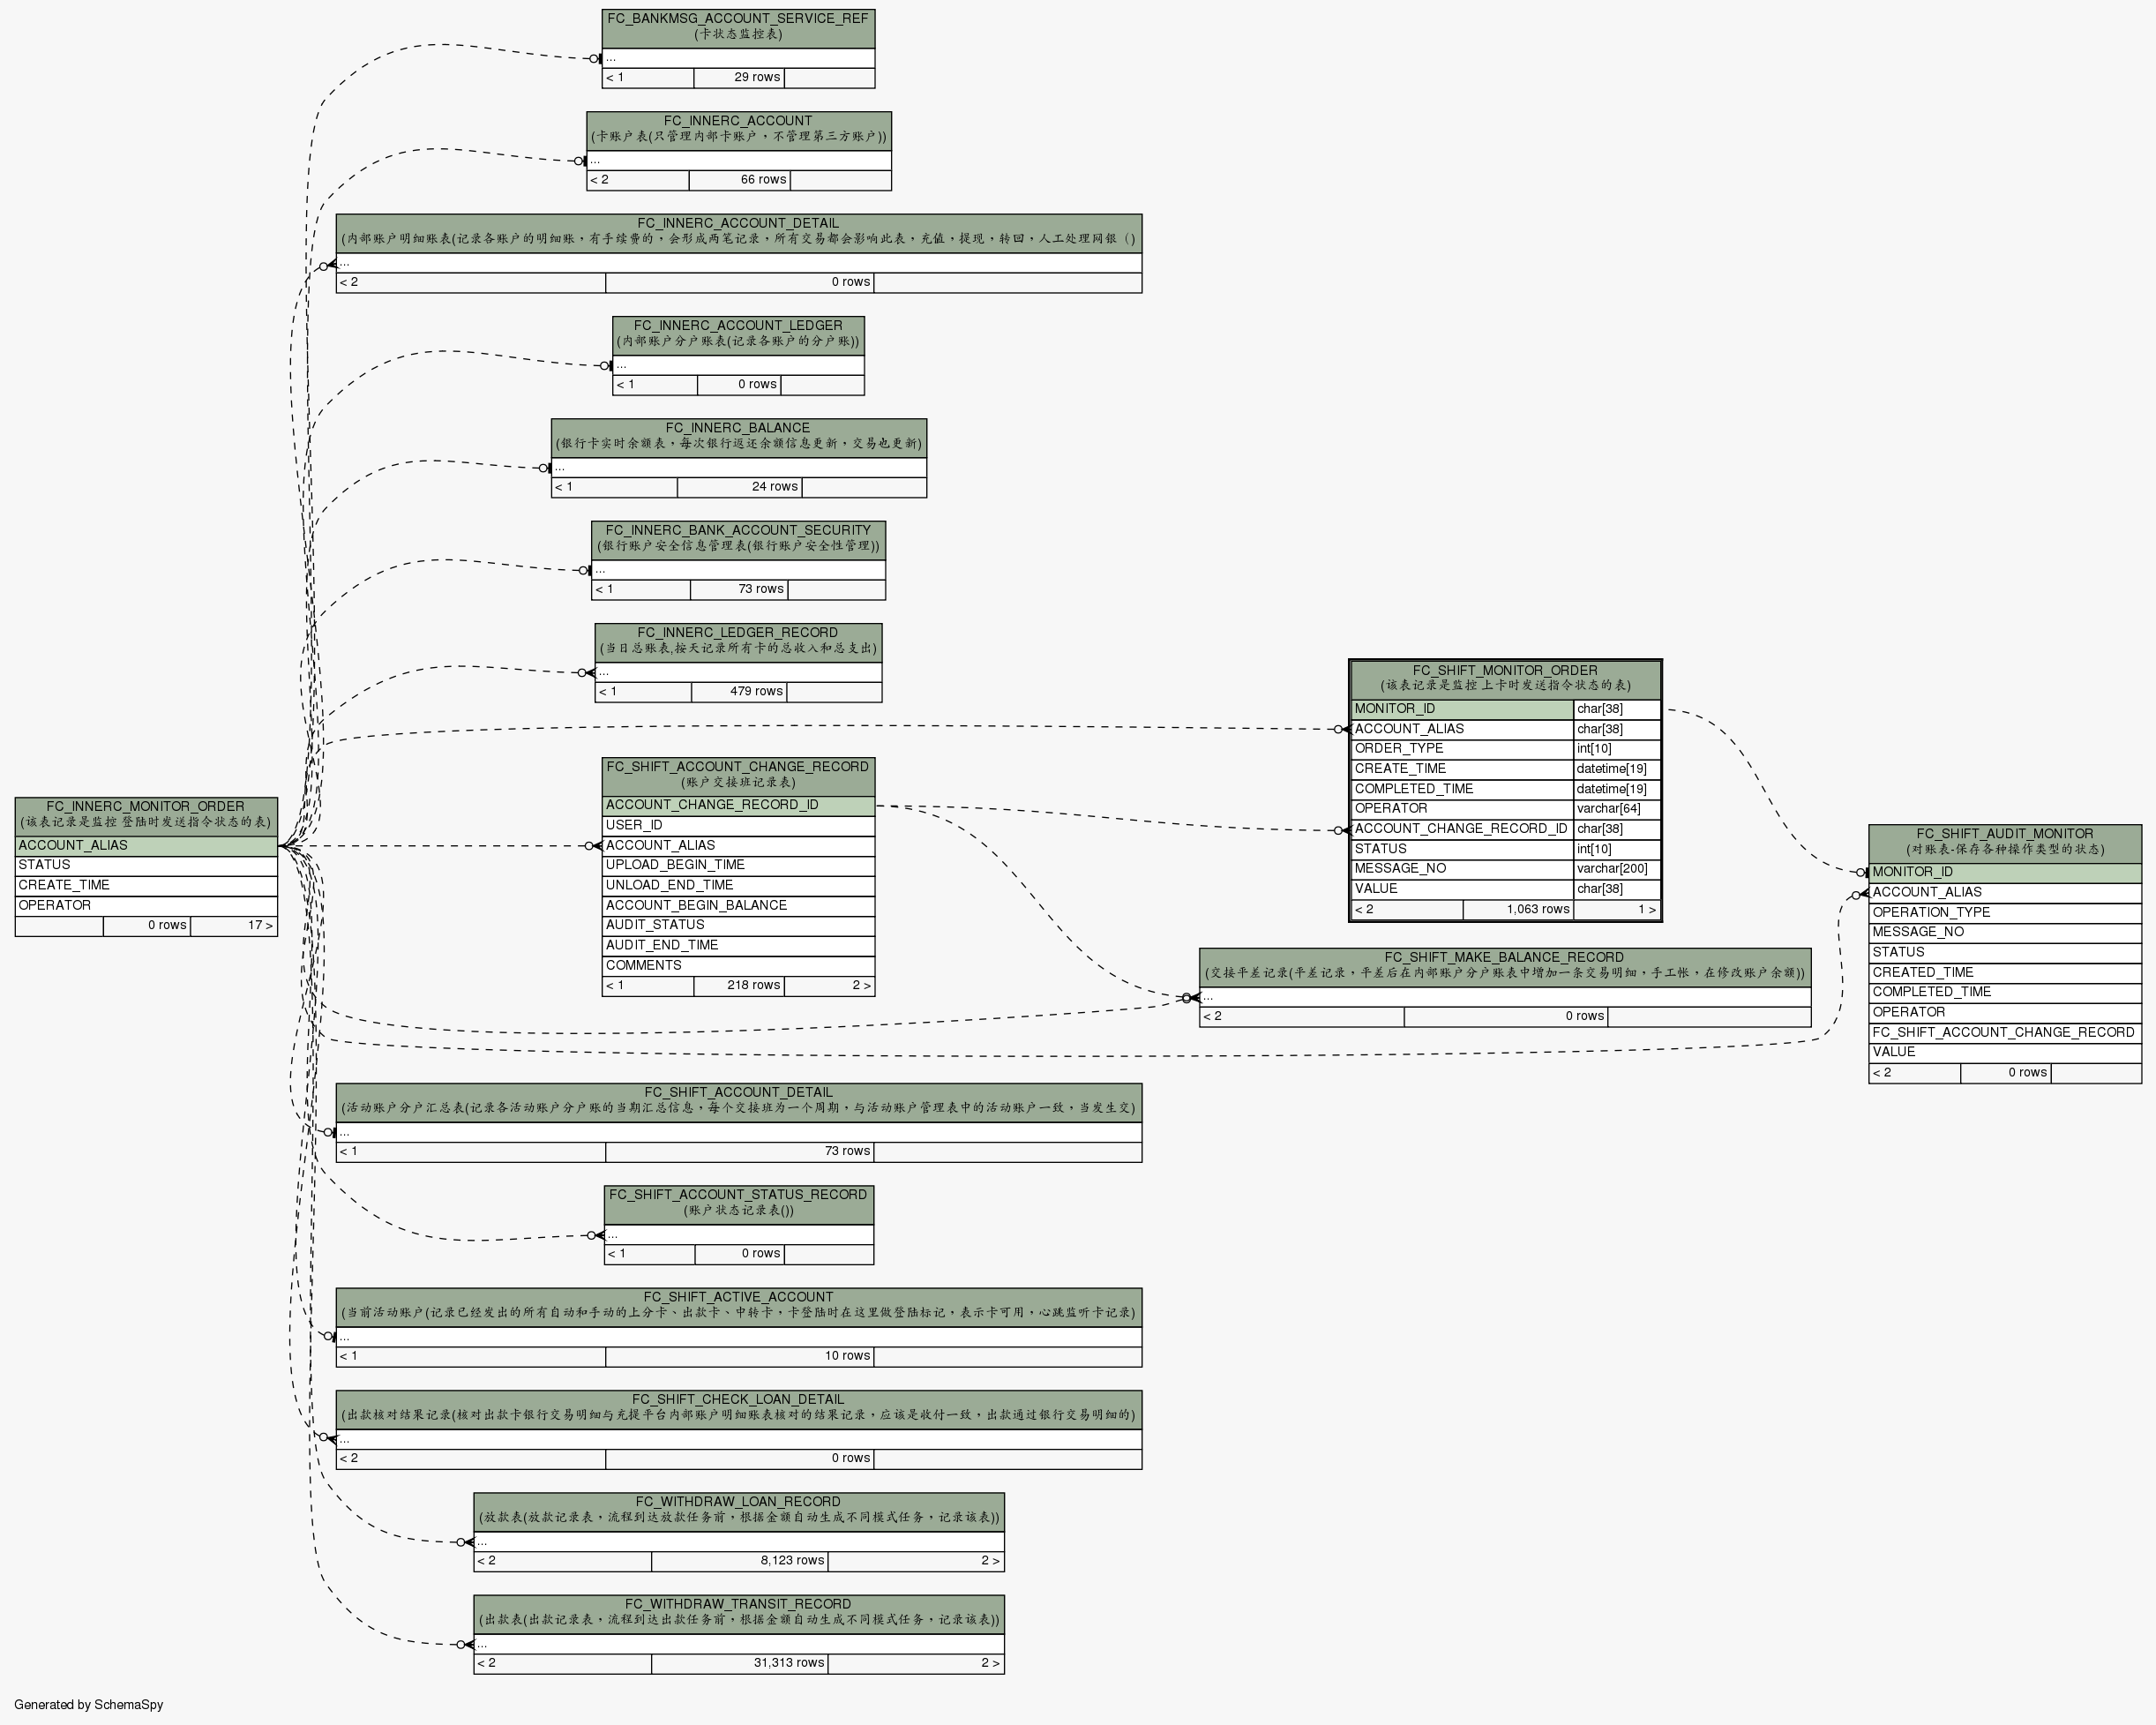 FC_BANKMSG_ACCOUNT_SERVICE_REF
(卡状态监控表)
...
< 1 29 rows
FC_INNERC_ACCOUNT
(卡账户表(只管理内部卡账户，不管理第三方账户))
...
< 2 66 rows
FC_INNERC_ACCOUNT_DETAIL
(内部账户明细账表(记录各账户的明细账，有手续费的，会形成两笔记录，所有交易都会影响此表，充值，提现，转回，人工处理网银（)
...
< 2 0 rows
FC_INNERC_ACCOUNT_LEDGER
(内部账户分户账表(记录各账户的分户账))
...
< 1 0 rows
FC_INNERC_BALANCE
(银行卡实时余额表，每次银行返还余额信息更新，交易也更新)
...
< 1 24 rows
FC_INNERC_BANK_ACCOUNT_SECURITY
(银行账户安全信息管理表(银行账户安全性管理))
...
< 1 73 rows
FC_INNERC_LEDGER_RECORD
(当日总账表,按天记录所有卡的总收入和总支出)
...
< 1 479 rows
FC_SHIFT_MONITOR_ORDER
(该表记录是监控 上卡时发送指令状态的表)
MONITOR_ID char[38]
ACCOUNT_ALIAS char[38]
ORDER_TYPE int[10]
CREATE_TIME datetime[19]
COMPLETED_TIME datetime[19]
OPERATOR varchar[64]
ACCOUNT_CHANGE_RECORD_ID char[38]
STATUS int[10]
MESSAGE_NO varchar[200]
VALUE char[38]
< 2 1,063 rows 1 >
FC_SHIFT_ACCOUNT_CHANGE_RECORD
(账户交接班记录表)
ACCOUNT_CHANGE_RECORD_ID
USER_ID
ACCOUNT_ALIAS
UPLOAD_BEGIN_TIME
UNLOAD_END_TIME
ACCOUNT_BEGIN_BALANCE
AUDIT_STATUS
AUDIT_END_TIME
COMMENTS
< 1 218 rows 2 >
FC_INNERC_MONITOR_ORDER
(该表记录是监控 登陆时发送指令状态的表)
ACCOUNT_ALIAS
STATUS
CREATE_TIME
OPERATOR
0 rows 17 >
FC_SHIFT_AUDIT_MONITOR
(对账表-保存各种操作类型的状态)
MONITOR_ID
ACCOUNT_ALIAS
OPERATION_TYPE
MESSAGE_NO
STATUS
CREATED_TIME
COMPLETED_TIME
OPERATOR
FC_SHIFT_ACCOUNT_CHANGE_RECORD
VALUE
< 2 0 rows
FC_SHIFT_MAKE_BALANCE_RECORD
(交接平差记录(平差记录，平差后在内部账户分户账表中增加一条交易明细，手工帐，在修改账户余额))
...
< 2 0 rows
FC_SHIFT_ACCOUNT_DETAIL
(活动账户分户汇总表(记录各活动账户分户账的当期汇总信息，每个交接班为一个周期，与活动账户管理表中的活动账户一致，当发生交)
...
< 1 73 rows
FC_SHIFT_ACCOUNT_STATUS_RECORD
(账户状态记录表())
...
< 1 0 rows
FC_SHIFT_ACTIVE_ACCOUNT
(当前活动账户(记录已经发出的所有自动和手动的上分卡、出款卡、中转卡，卡登陆时在这里做登陆标记，表示卡可用，心跳监听卡记录)
...
< 1 10 rows
FC_SHIFT_CHECK_LOAN_DETAIL
(出款核对结果记录(核对出款卡银行交易明细与充提平台内部账户明细账表核对的结果记录，应该是收付一致，出款通过银行交易明细的)
...
< 2 0 rows
FC_WITHDRAW_LOAN_RECORD
(放款表(放款记录表，流程到达放款任务前，根据金额自动生成不同模式任务，记录该表))
...
< 2 8,123 rows 2 >
FC_WITHDRAW_TRANSIT_RECORD
(出款表(出款记录表，流程到达出款任务前，根据金额自动生成不同模式任务，记录该表))
...
< 2 31,313 rows 2 >
Generated by SchemaSpy